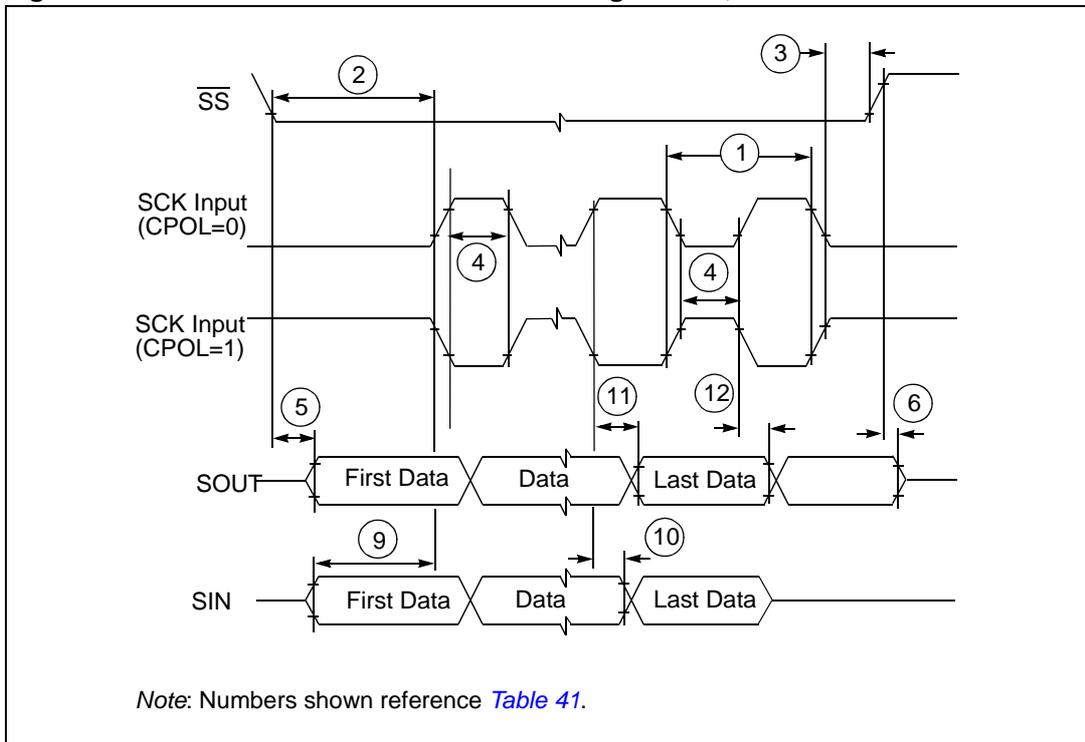 3
2
SS
1
SCK Input
(CPOL=0)
4
4
SCK Input
(CPOL=1)
11
12
5
6
SOUT
First Data
Data
Last Data
9
10
SIN
First Data
Data
Last Data
Note: Numbers shown reference Table 41.